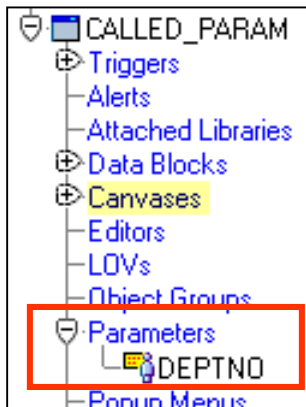 CALLED_PARAM
Triggers
Alerts
Attached Libraries
Data Blocks
Canvases
Editors
LOVs
Object Groups
Parameters
DEPTNO
Popup Menus